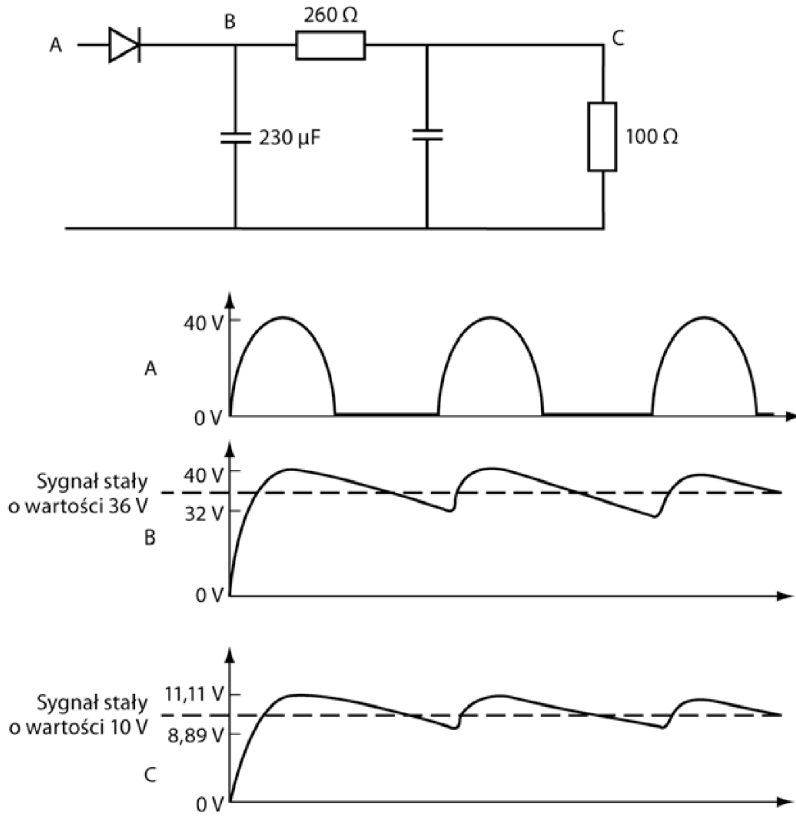 260 Ω
A
B
C
230 μF
100 Ω
40 V
A
0 V
40 V
Sygnał stały
o wartości 36 V
32 V
B
0 V
11,11 V
Sygnał stały
o wartości 10 V
8,89 V
C
0 V